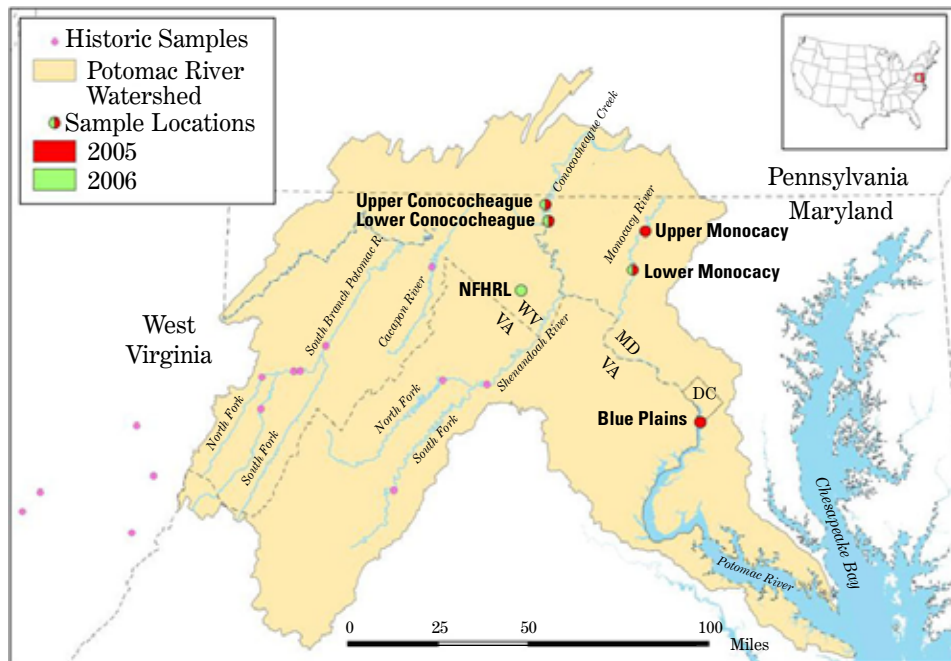 Historic Samples
Potomac River
Watershed
Sample Locations
2005
2006
Conococheague Creek
Pennsylvania
Maryland
Upper Conococheague
Lower Conococheague
Monocacy River
Upper Monocacy
Lower Monocacy
South Branch Potomac R.
Cacapon River
NFHRL
WV
VA
West
Virginia
Shenandoah River
MD
VA
DC
North Fork
South Fork
North Fork
South Fork
Blue Plains
Chesapeake Bay
Potomac River
0 25 50 100
Miles